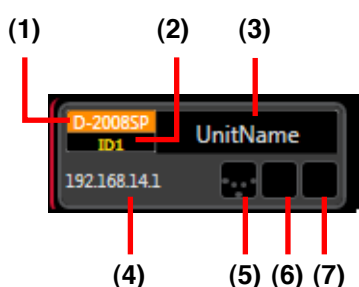 (1) (2) (3)
D-2008SP
ID1
UnitName
192.168.14.1
(4) (5) (6) (7)